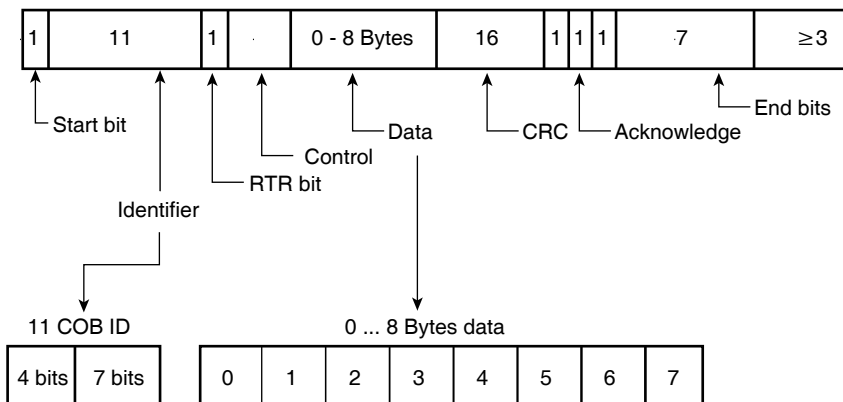 1 11 1 0 - 8 Bytes 16 1 1 1 7 ≥3
Start bit
RTR bit
Control
Data
CRC
Acknowledge
End bits
Identifier
11 COB ID
0 ... 8 Bytes data
4 bits 7 bits
0 1 2 3 4 5 6 7